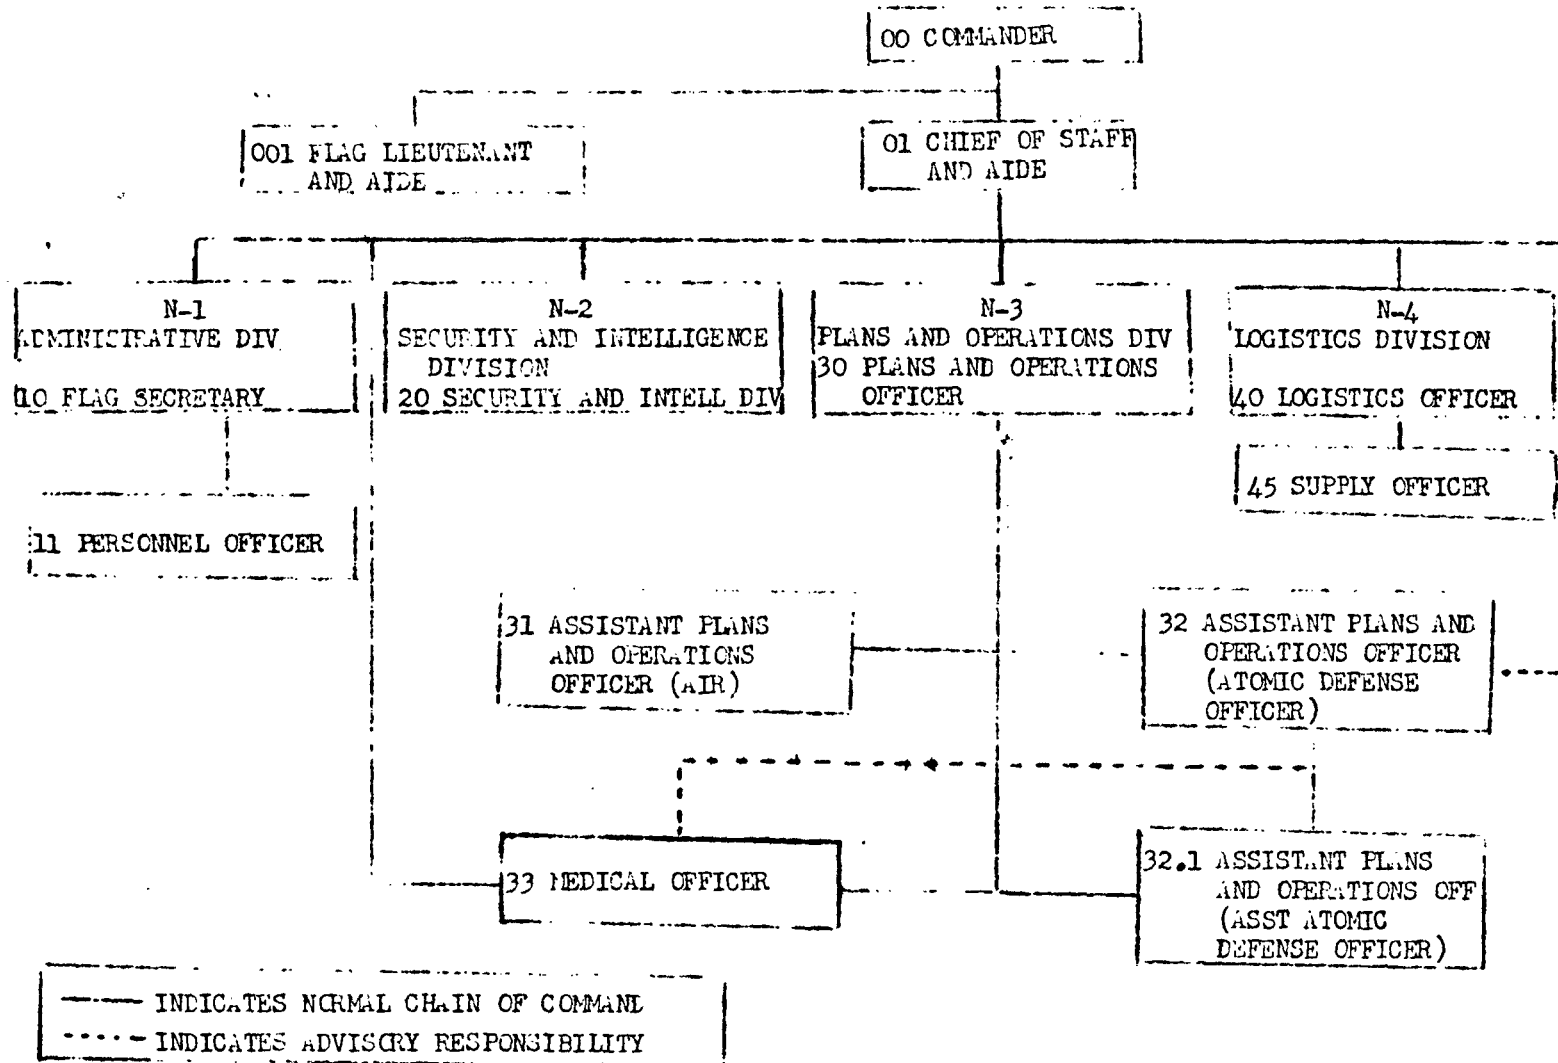 00 COMMANDER
001 FLAG LIEUTENANT
AND AIDE
01 CHIEF OF STAFF
AND AIDE
N-1
ADMINISTRATIVE DIV
10 FLAG SECRETARY
N-2
SECURITY AND INTELLIGENCE
DIVISION
20 SECURITY AND INTELL DIV
N-3
PLANS AND OPERATIONS DIV
30 PLANS AND OPERATIONS
OFFICER
N-4
LOGISTICS DIVISION
40 LOGISTICS OFFICER
45 SUPPLY OFFICER
11 PERSONNEL OFFICER
31 ASSISTANT PLANS
AND OPERATIONS
OFFICER (AIR)
32 ASSISTANT PLANS AND
OPERATIONS OFFICER
(ATOMIC DEFENSE
OFFICER)
33 MEDICAL OFFICER
32.1 ASSISTANT PLANS
AND OPERATIONS OFF
(ASST ATOMIC
DEFENSE OFFICER)
INDICATES NORMAL CHAIN OF COMMAND
INDICATES ADVISORY RESPONSIBILITY